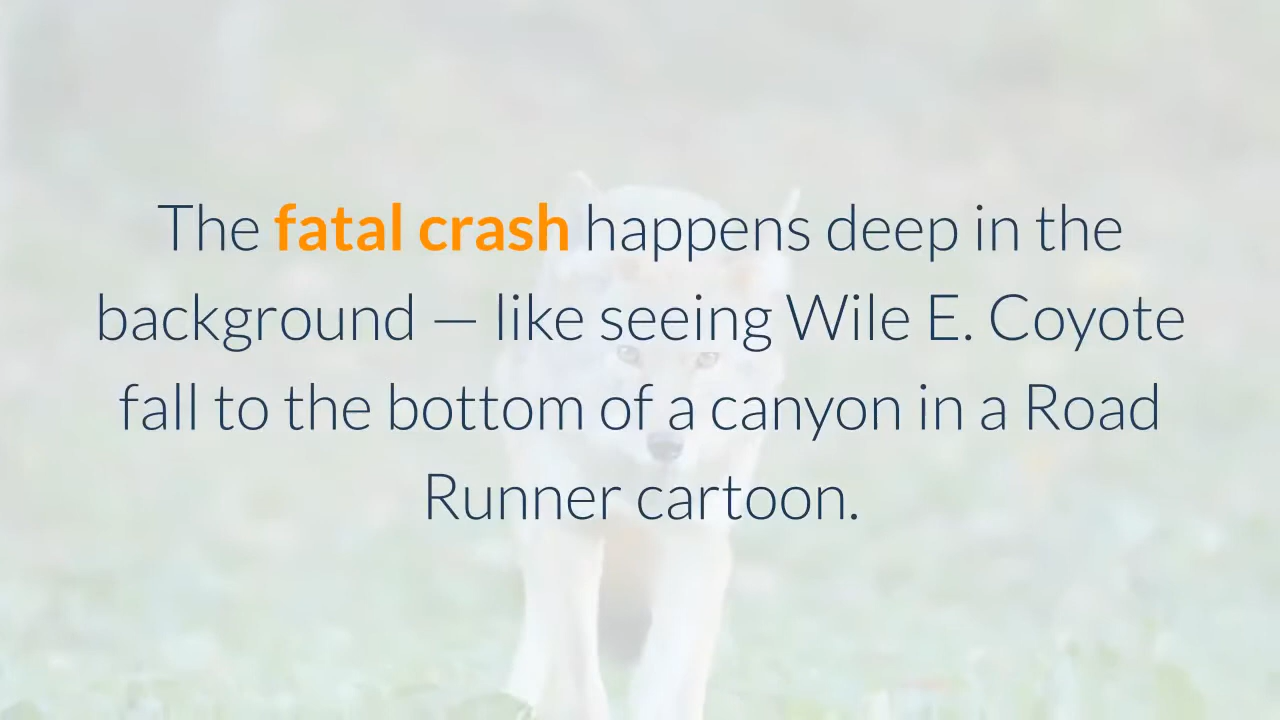 The fatal crash happens deep in the
background — like seeing Wile E. Coyote
fall to the bottom of a canyon in a Road
Runner cartoon.